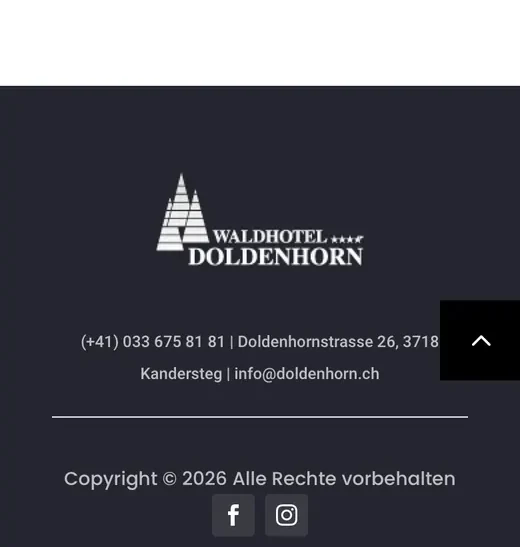 WALDHOTEL ★★★★
DOLDENHORN
(+41) 033 675 81 81 | Doldenhornstrasse 26, 3718
Kandersteg | info@doldenhorn.ch
Copyright © 2026 Alle Rechte vorbehalten